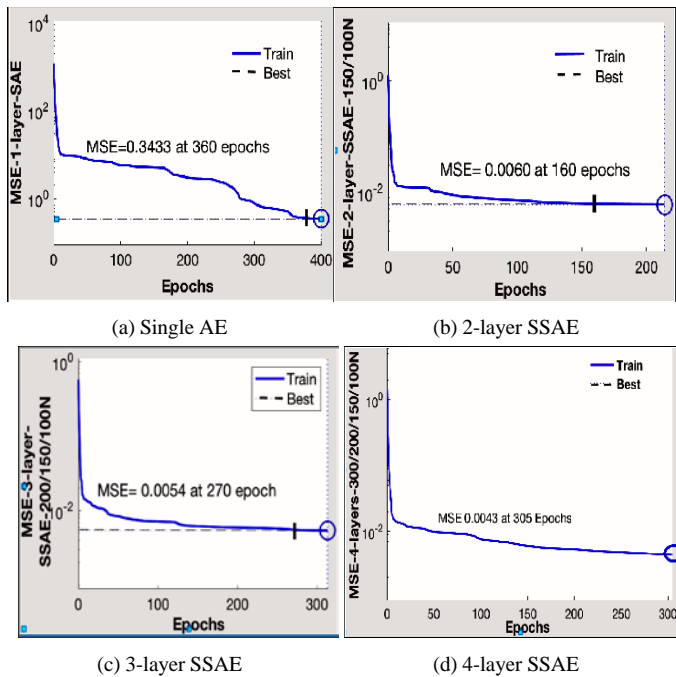 10^4
10^2
10^0
MSE-1-layer-SAE
Train
Best
MSE=0.3433 at 360 epochs
0 100 200 300 400
Epochs
(a) Single AE
10^0
10^-2
MSE-2-layer-SSAE-150/100N
Train
Best
MSE= 0.0060 at 160 epochs
0 50 100 150 200
Epochs
(b) 2-layer SSAE
10^0
10^-2
MSE-3-layer-
SSAE-200/150/100N
Train
Best
MSE= 0.0054 at 270 epoch
0 100 200 300
Epochs
(c) 3-layer SSAE
10^0
10^-2
MSE-4-layers-300/200/150/100N
Train
Best
MSE 0.0043 at 305 Epochs
0 50 100 150 200 250 300
Epochs
(d) 4-layer SSAE